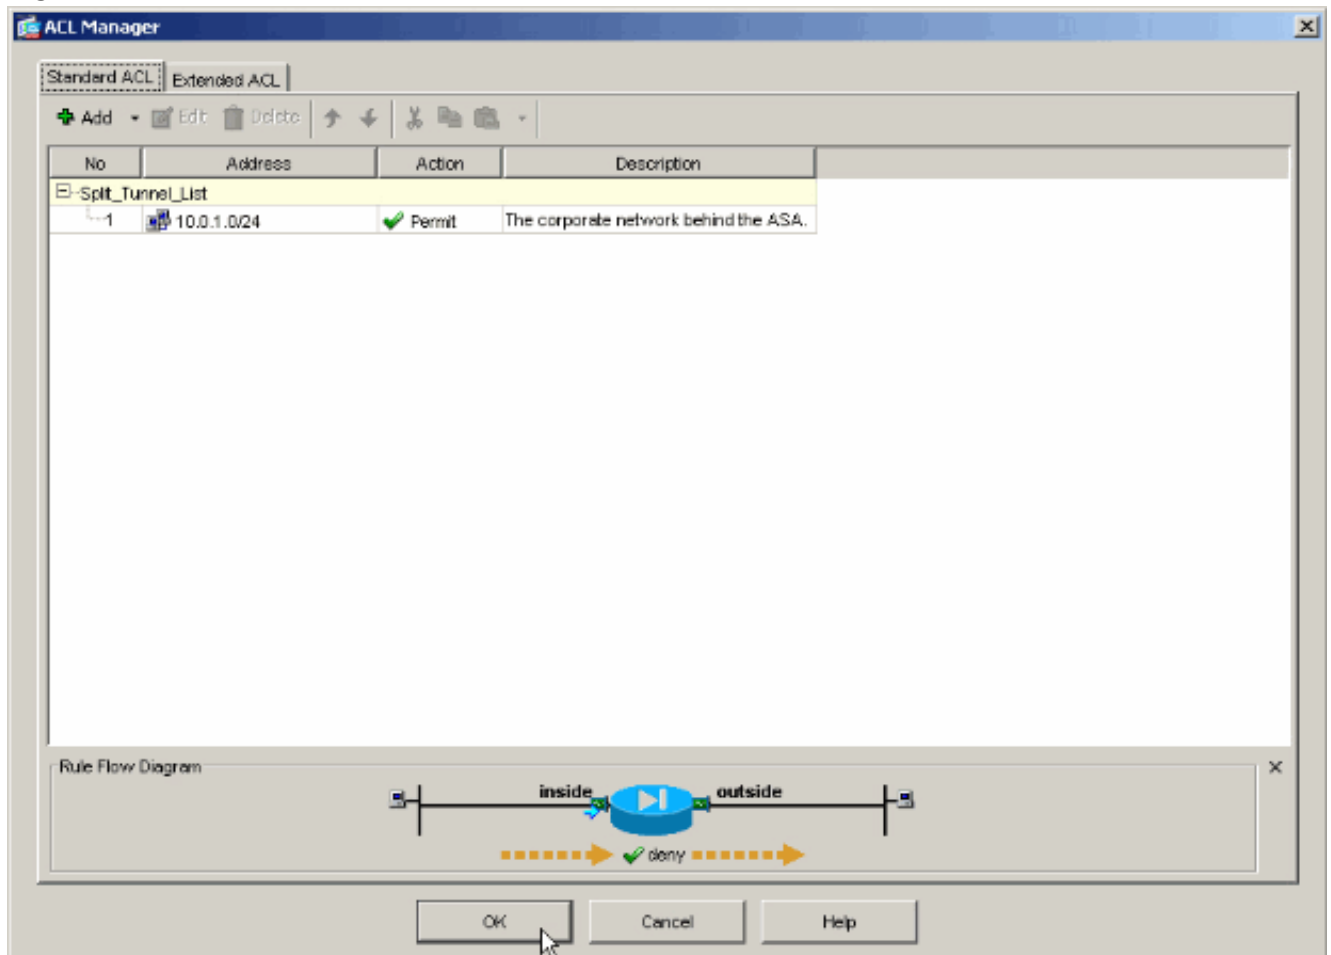 ACL Manager
Standard ACL Extended ACL
Add Edit Delete
No Address Action Description
Split_Tunnel_List
1 10.0.1.0/24 Permit The corporate network behind the ASA.
Rule Flow Diagram
inside outside
deny
OK Cancel Help